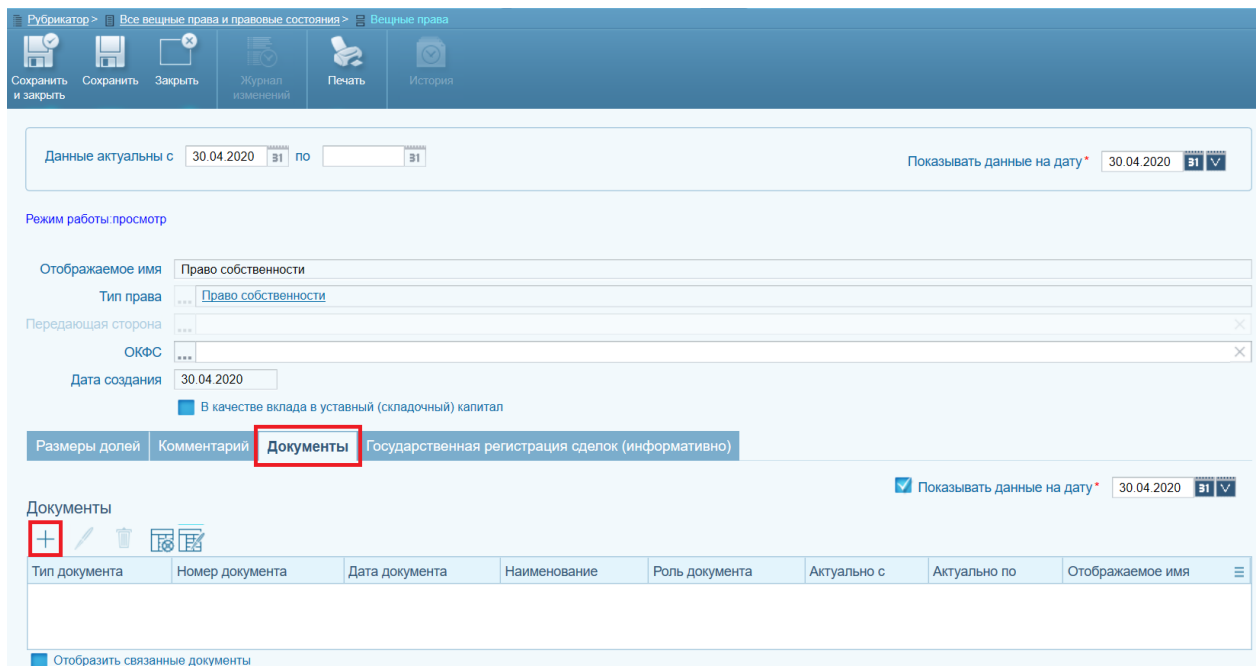 Рубрикатор > Все вещные права и правовые состояния > Вещные права
Сохранить и закрыть
Сохранить
Закрыть
Журнал изменений
Печать
История
Данные актуальны с 30.04.2020 31 по 31
Показывать данные на дату* 30.04.2020 31
Режим работы:просмотр
Отображаемое имя Право собственности
Тип права ... Право собственности
Передающая сторона ...
ОКФС ...
Дата создания 30.04.2020
В качестве вклада в уставный (складочный) капитал
Размеры долей Комментарий Документы Государственная регистрация сделок (информативно)
Показывать данные на дату* 30.04.2020 31
Документы
Тип документа Номер документа Дата документа Наименование Роль документа Актуально с Актуально по Отображаемое имя
Отобразить связанные документы